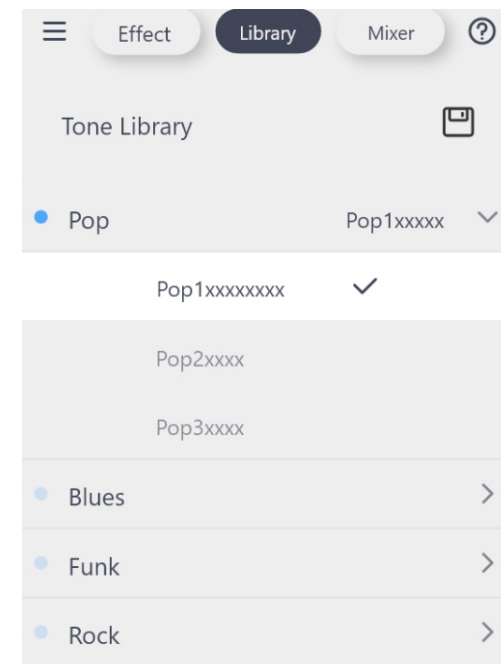 Effect Library Mixer
Tone Library
Pop Pop1xxxxx
Pop1xxxxxxxx
Pop2xxxx
Pop3xxxx
Blues
Funk
Rock